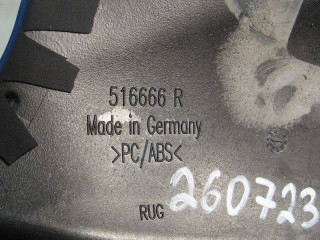 516666 R
Made in Germany
>PC/ABS<
260723
RUG